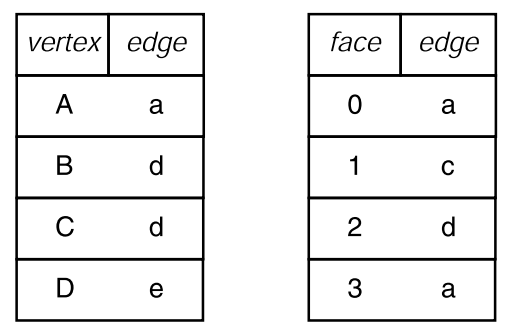 vertex edge
A a
B d
C d
D e
face edge
0 a
1 c
2 d
3 a